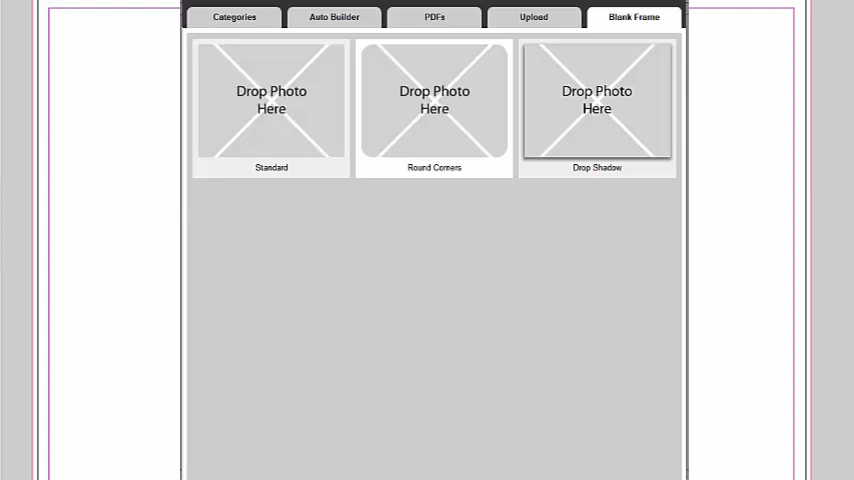 Categories
Auto Builder
PDFs
Upload
Blank Frame
Drop Photo
Here
Standard
Drop Photo
Here
Round Corners
Drop Photo
Here
Drop Shadow